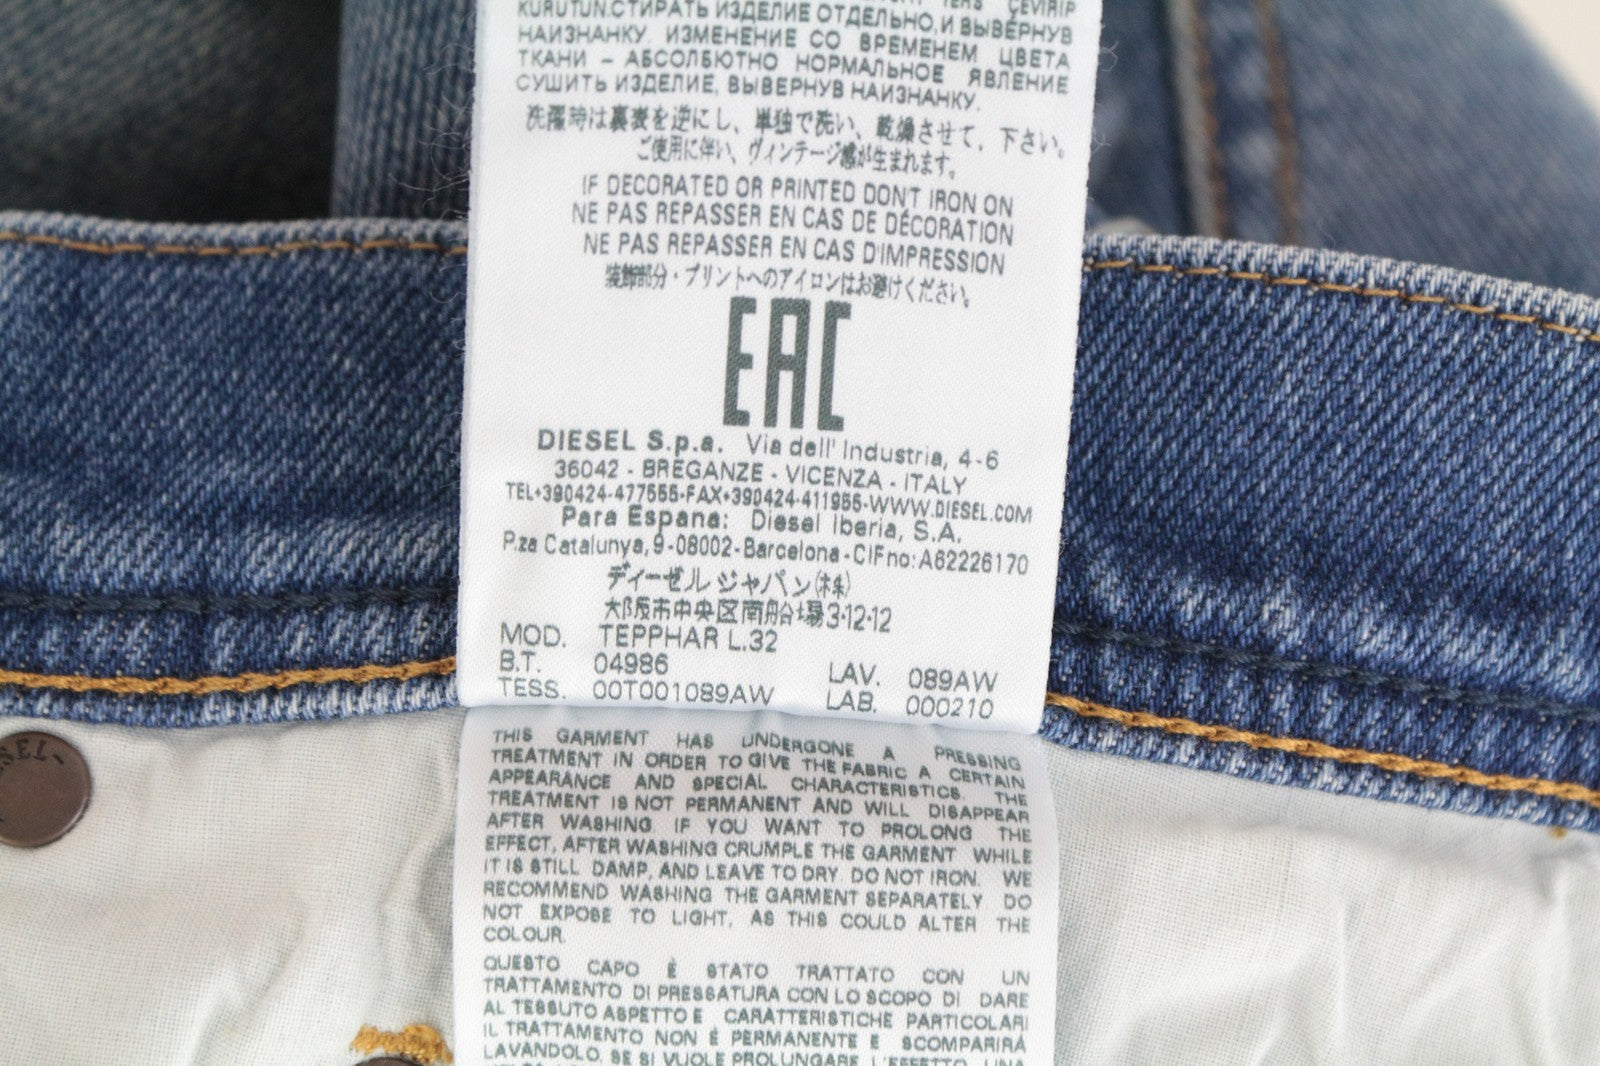 KURUTUN.СТИРАТЬ ИЗДЕЛИЕ ОТДЕЛЬНО,И ВЫВЕРНУВ
НАИЗНАНКУ. ИЗМЕНЕНИЕ СО ВРЕМЕНЕМ ЦВЕТА
ТКАНИ – АБСОЛБЮТНО НОРМАЛЬНОЕ ЯВЛЕНИЕ
СУШИТЬ ИЗДЕЛИЕ, ВЫВЕРНУВ НАИЗНАНКУ.
洗濯時は裏表を逆にし、単独で洗い、乾燥させて、下さい。
ご使用に伴い、ヴィンテージ感が生まれます。
IF DECORATED OR PRINTED DON'T IRON ON
NE PAS REPASSER EN CAS DE DÉCORATION
NE PAS REPASSER EN CAS D'IMPRESSION
装飾部分・プリントへのアイロンはお避けください。
EAC
DIESEL S.p.a. Via dell' Industria, 4-6
36042 - BREGANZE - VICENZA - ITALY
TEL+390424-477555-FAX+390424-411955-WWW.DIESEL.COM
Para Espana: Diesel Iberia, S.A.
P.za Catalunya, 9-08002-Barcelona-CIFno:A62226170
ディーゼル ジャパン(株)
大阪市中央区南船台場3-12-12
MOD. TEPPHAR L.32
B.T. 04986 LAV. 089AW
TESS. 00T001089AW LAB. 000210
THIS GARMENT HAS UNDERGONE A PRESSING
TREATMENT IN ORDER TO GIVE THE FABRIC A CERTAIN
APPEARANCE AND SPECIAL CHARACTERISTICS. THE
TREATMENT IS NOT PERMANENT AND WILL DISAPPEAR
AFTER WASHING. IF YOU WANT TO PROLONG THE
EFFECT, AFTER WASHING CRUMPLE THE GARMENT WHILE
IT IS STILL DAMP, AND LEAVE TO DRY. DO NOT IRON. WE
RECOMMEND WASHING THE GARMENT SEPARATELY DO
NOT EXPOSE TO LIGHT, AS THIS COULD ALTER THE
COLOUR.
QUESTO CAPO È STATO TRATTATO CON UN
TRATTAMENTO DI PRESSATURA CON LO SCOPO DI DARE
AL TESSUTO ASPETTO E CARATTERISTICHE PARTICOLARI
IL TRATTAMENTO NON È PERMANENTE E SCOMPARIRÀ
LAVANDOLO. SE SI VUOLE PROLUNGARE L'EFFETTO, UNA